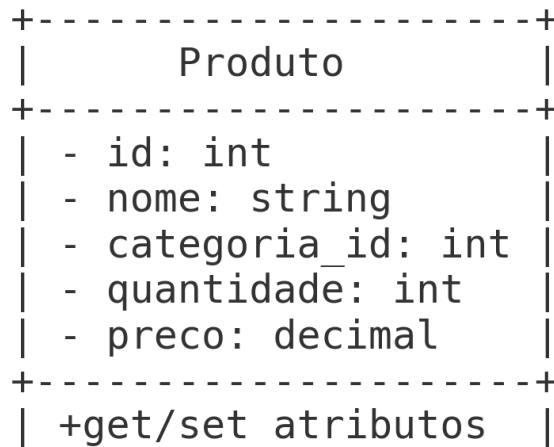 +----------------------+
|       Produto        |
+----------------------+
| - id: int            |
| - nome: string       |
| - categoria_id: int  |
| - quantidade: int    |
| - preco: decimal     |
+----------------------+
| +get/set atributos   |